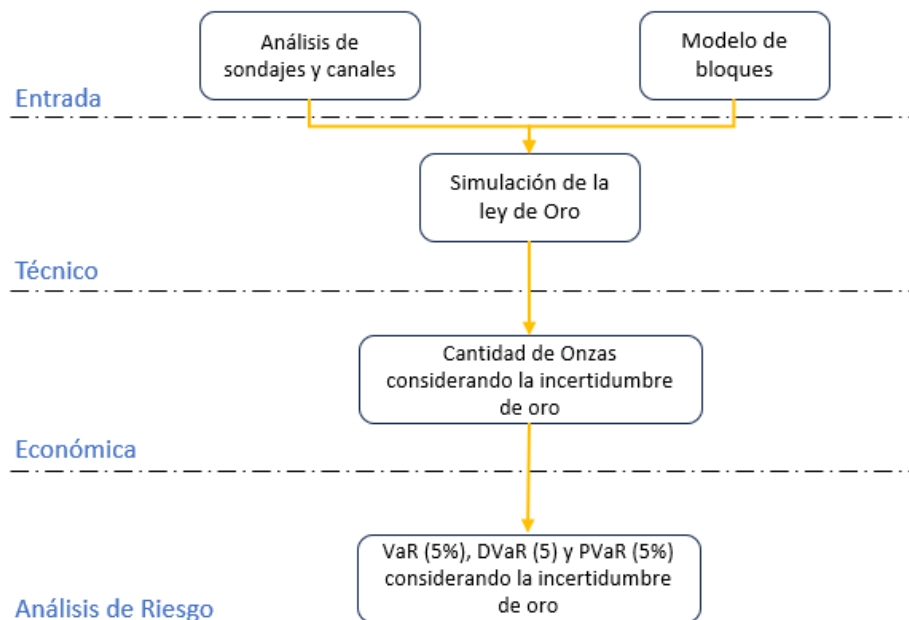 Análisis de
sondajes y canales
Modelo de
bloques
Entrada
Simulación de la
ley de Oro
Técnico
Cantidad de Onzas
considerando la incertidumbre
de oro
Económica
VaR (5%), DVaR (5) y PVaR (5%)
considerando la incertidumbre
de oro
Análisis de Riesgo